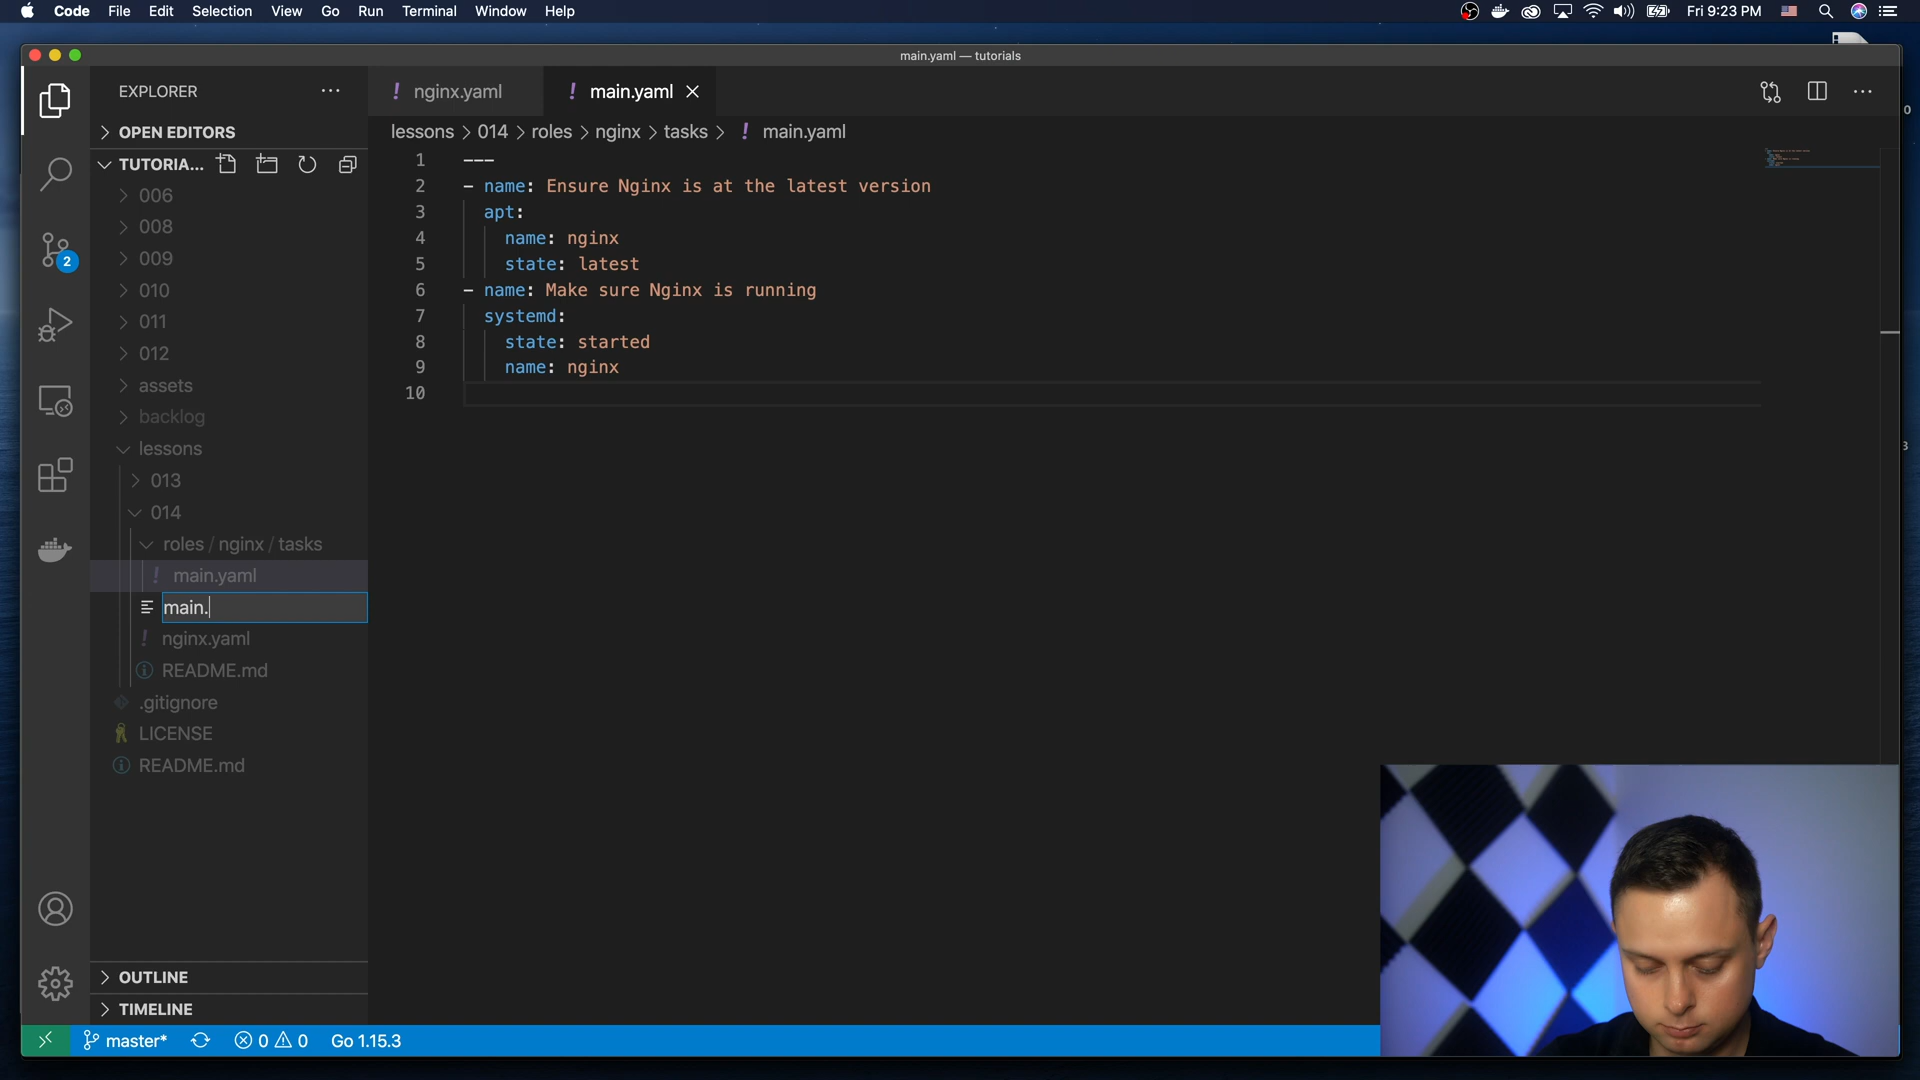 Code File Edit Selection View Go Run Terminal Window Help Fri 9:23 PM
main.yaml — tutorials
EXPLORER
nginx.yaml
main.yaml
OPEN EDITORS
lessons > 014 > roles > nginx > tasks > ! main.yaml
TUTORIA...
006
008
009
010
011
012
assets
backlog
lessons
013
014
roles / nginx / tasks
! main.yaml
main.
! nginx.yaml
README.md
.gitignore
LICENSE
README.md
OUTLINE
TIMELINE
2
1 ---
2 - name: Ensure Nginx is at the latest version
3 apt:
4 name: nginx
5 state: latest
6 - name: Make sure Nginx is running
7 systemd:
8 state: started
9 name: nginx
10
master* 0 0 Go 1.15.3